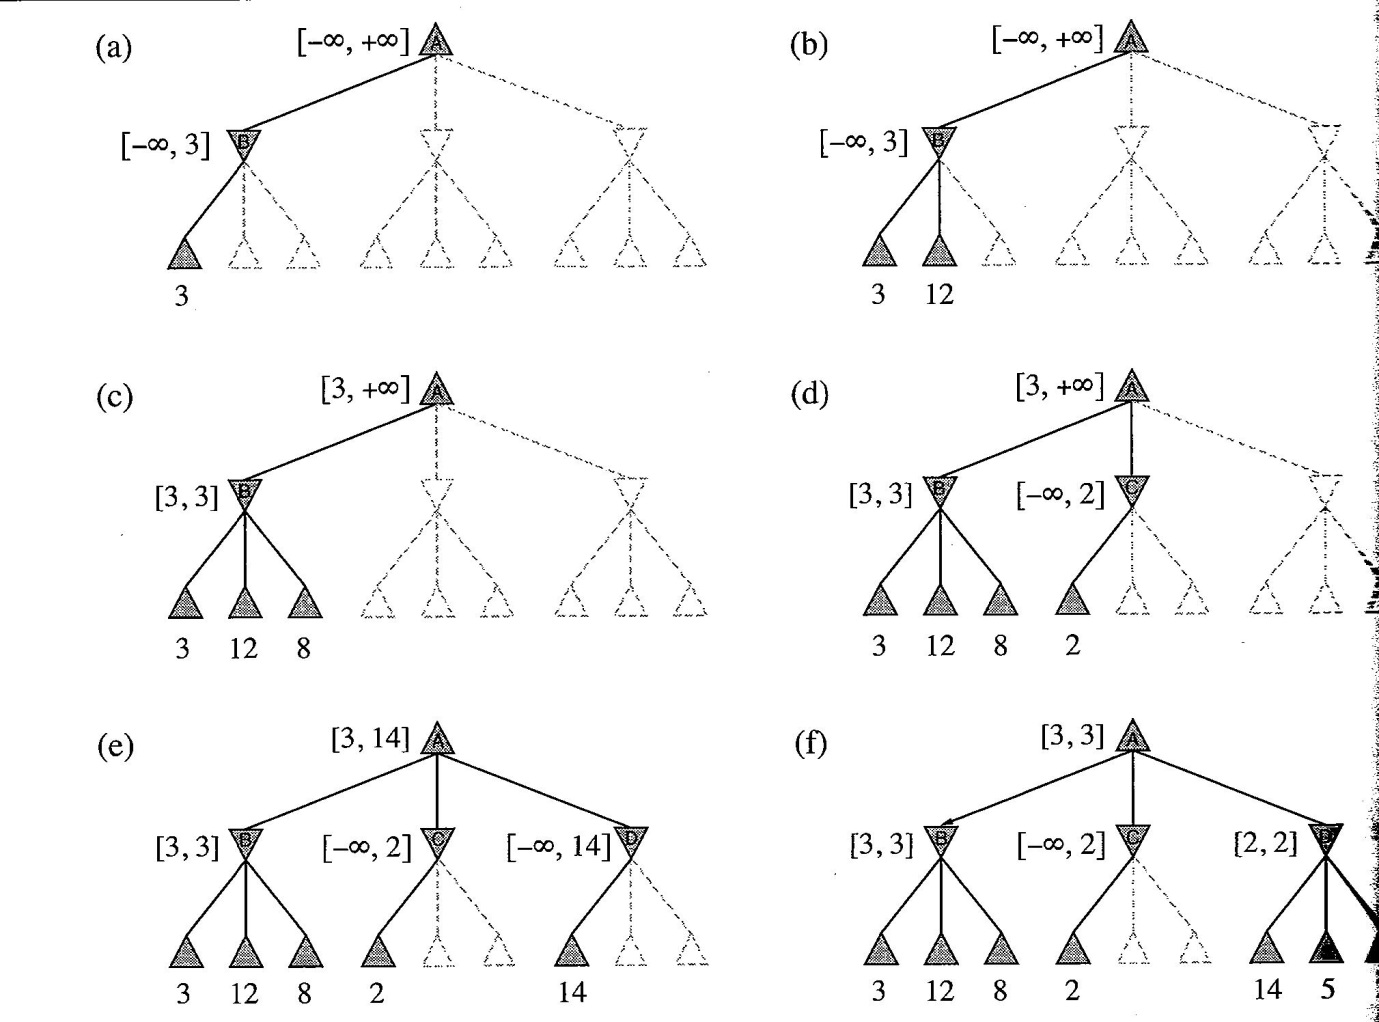 (a) [−∞, +∞] A
[−∞, 3] B
3
(b) [−∞, +∞] A
[−∞, 3] B
3 12
(c) [3, +∞] A
[3, 3] B
3 12 8
(d) [3, +∞] A
[3, 3] B [−∞, 2] C
3 12 8 2
(e) [3, 14] A
[3, 3] B [−∞, 2] C [−∞, 14] D
3 12 8 2 14
(f) [3, 3] A
[3, 3] B [−∞, 2] C [2, 2] D
3 12 8 2 14 5